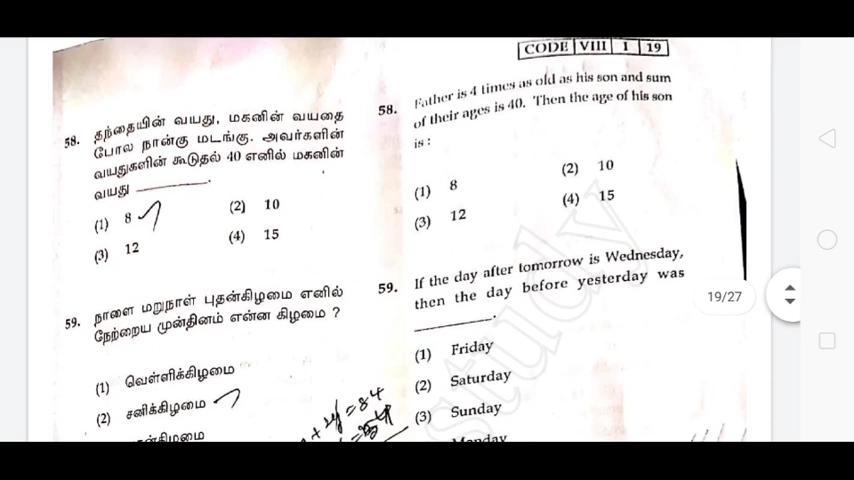 CODE VIII I 19
58. தந்தையின் வயது, மகனின் வயதை
போல நான்கு மடங்கு. அவர்களின்
வயதுகளின் கூடுதல் 40 எனில் மகனின்
வயது ________.
(1) 8 (2) 10
(3) 12 (4) 15
59. நாளை மறுநாள் புதன்கிழமை எனில்
நேற்றைய முன்தினம் என்ன கிழமை ?
(1) வெள்ளிக்கிழமை
(2) சனிக்கிழமை
58. Father is 4 times as old as his son and sum
of their ages is 40. Then the age of his son
is :
(1) 8 (2) 10
(3) 12 (4) 15
59. If the day after tomorrow is Wednesday,
then the day before yesterday was
________.
(1) Friday
(2) Saturday
(3) Sunday
Monday
19/27
study